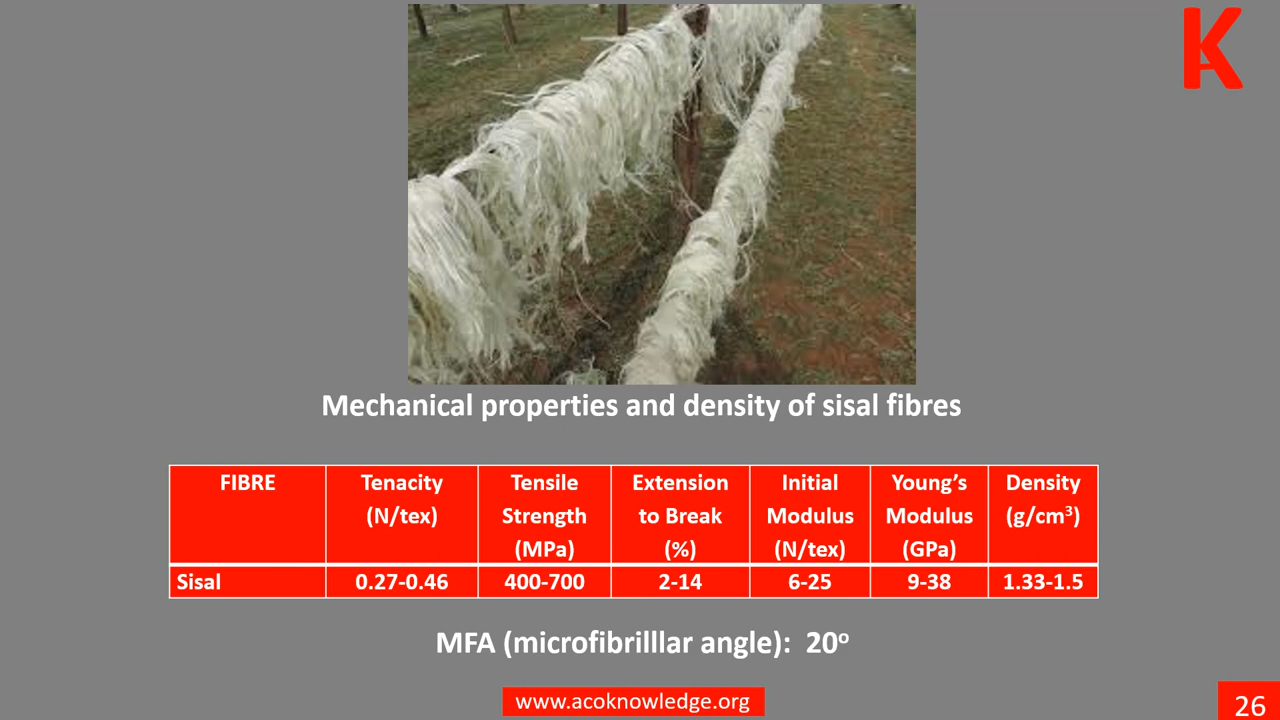 KA
Mechanical properties and density of sisal fibres
FIBRE Tenacity (N/tex) Tensile Strength (MPa) Extension to Break (%) Initial Modulus (N/tex) Young’s Modulus (GPa) Density (g/cm³)
Sisal 0.27-0.46 400-700 2-14 6-25 9-38 1.33-1.5
MFA (microfibrilllar angle): 20º
www.acoknowledge.org
26